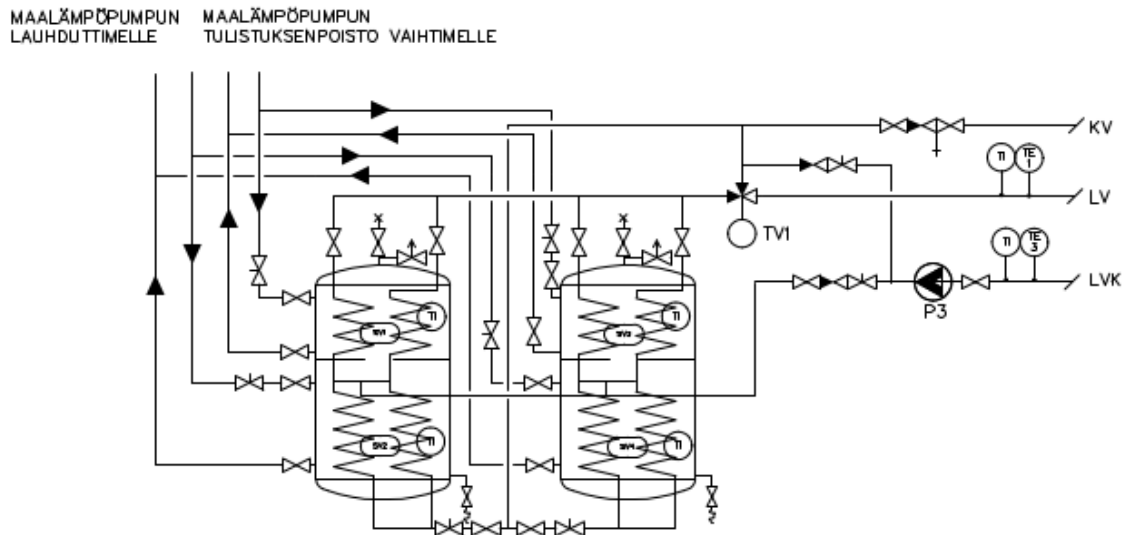 MAALÄMPÖPUMPUN
LAUHDUTTIMELLE
MAALÄMPÖPUMPUN
TULISTUKSENPOISTO VAIHTIMELLE
KV
TI
TE
1
LV
TV1
TI
TE
3
LVK
P3
TI
TI
TI
TI